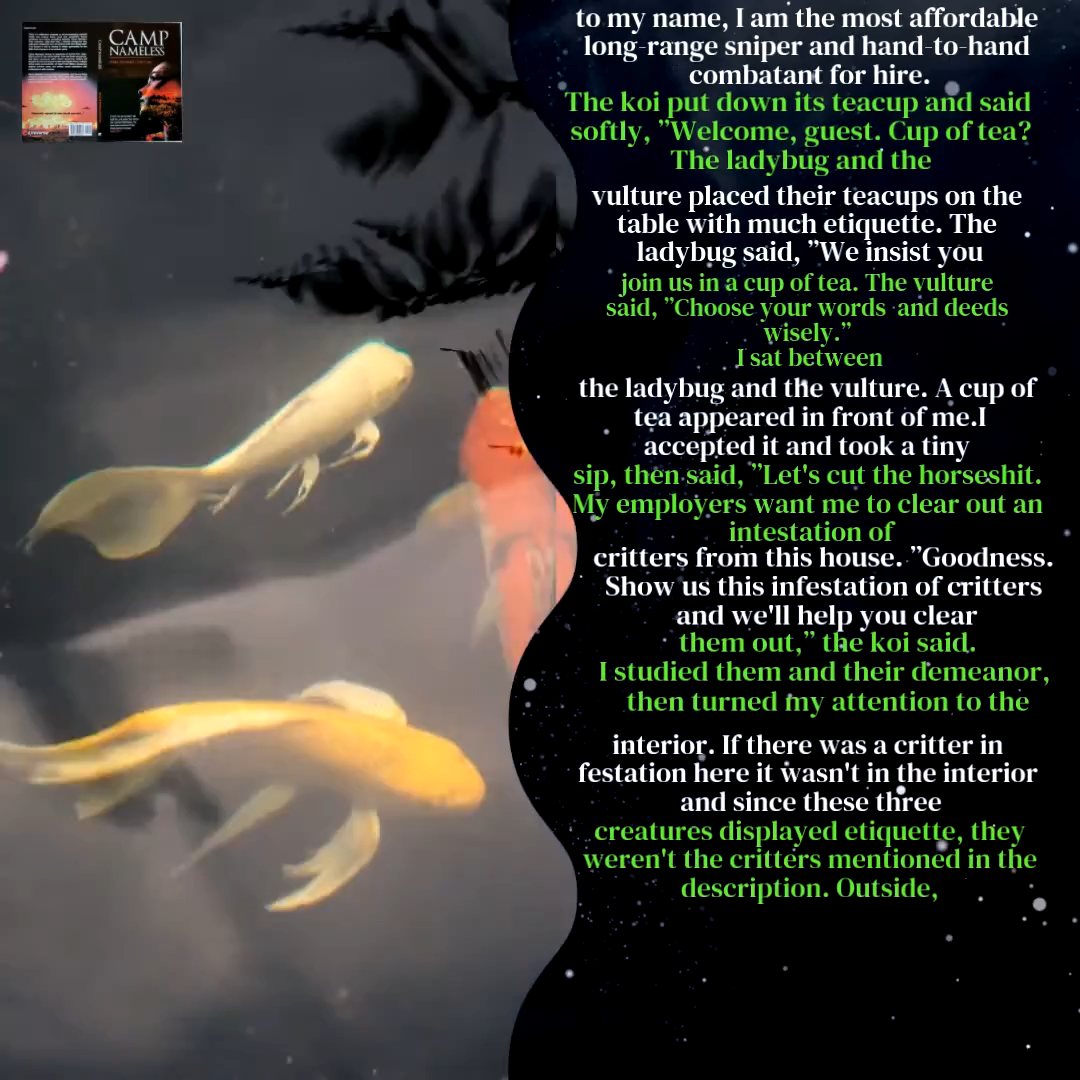 CAMP
NAMELESS
to my name, I am the most affordable
long-range sniper and hand-to-hand
combatant for hire.
The koi put down its teacup and said
softly, ”Welcome, guest. Cup of tea?
The ladybug and the
vulture placed their teacups on the
table with much etiquette. The
ladybug said, ”We insist you
join us in a cup of tea. The vulture
said, ”Choose your words and deeds
wisely.”
I sat between
the ladybug and the vulture. A cup of
tea appeared in front of me.I
accepted it and took a tiny
sip, then said, ”Let's cut the horseshit.
My employers want me to clear out an
intestation of
critters from this house. ”Goodness.
Show us this infestation of critters
and we'll help you clear
them out,” the koi said.
I studied them and their demeanor,
then turned my attention to the
interior. If there was a critter in
festation here it wasn't in the interior
and since these three
creatures displayed etiquette, they
weren't the critters mentioned in the
description. Outside,